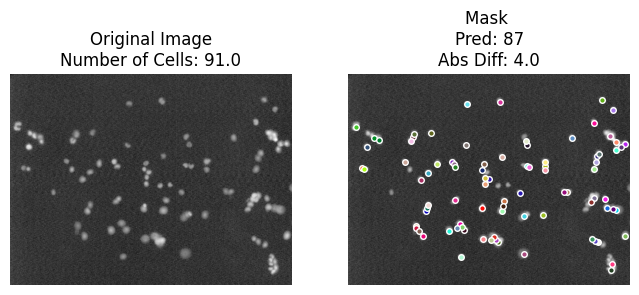 Original Image
Number of Cells: 91.0
Mask
Pred: 87
Abs Diff: 4.0